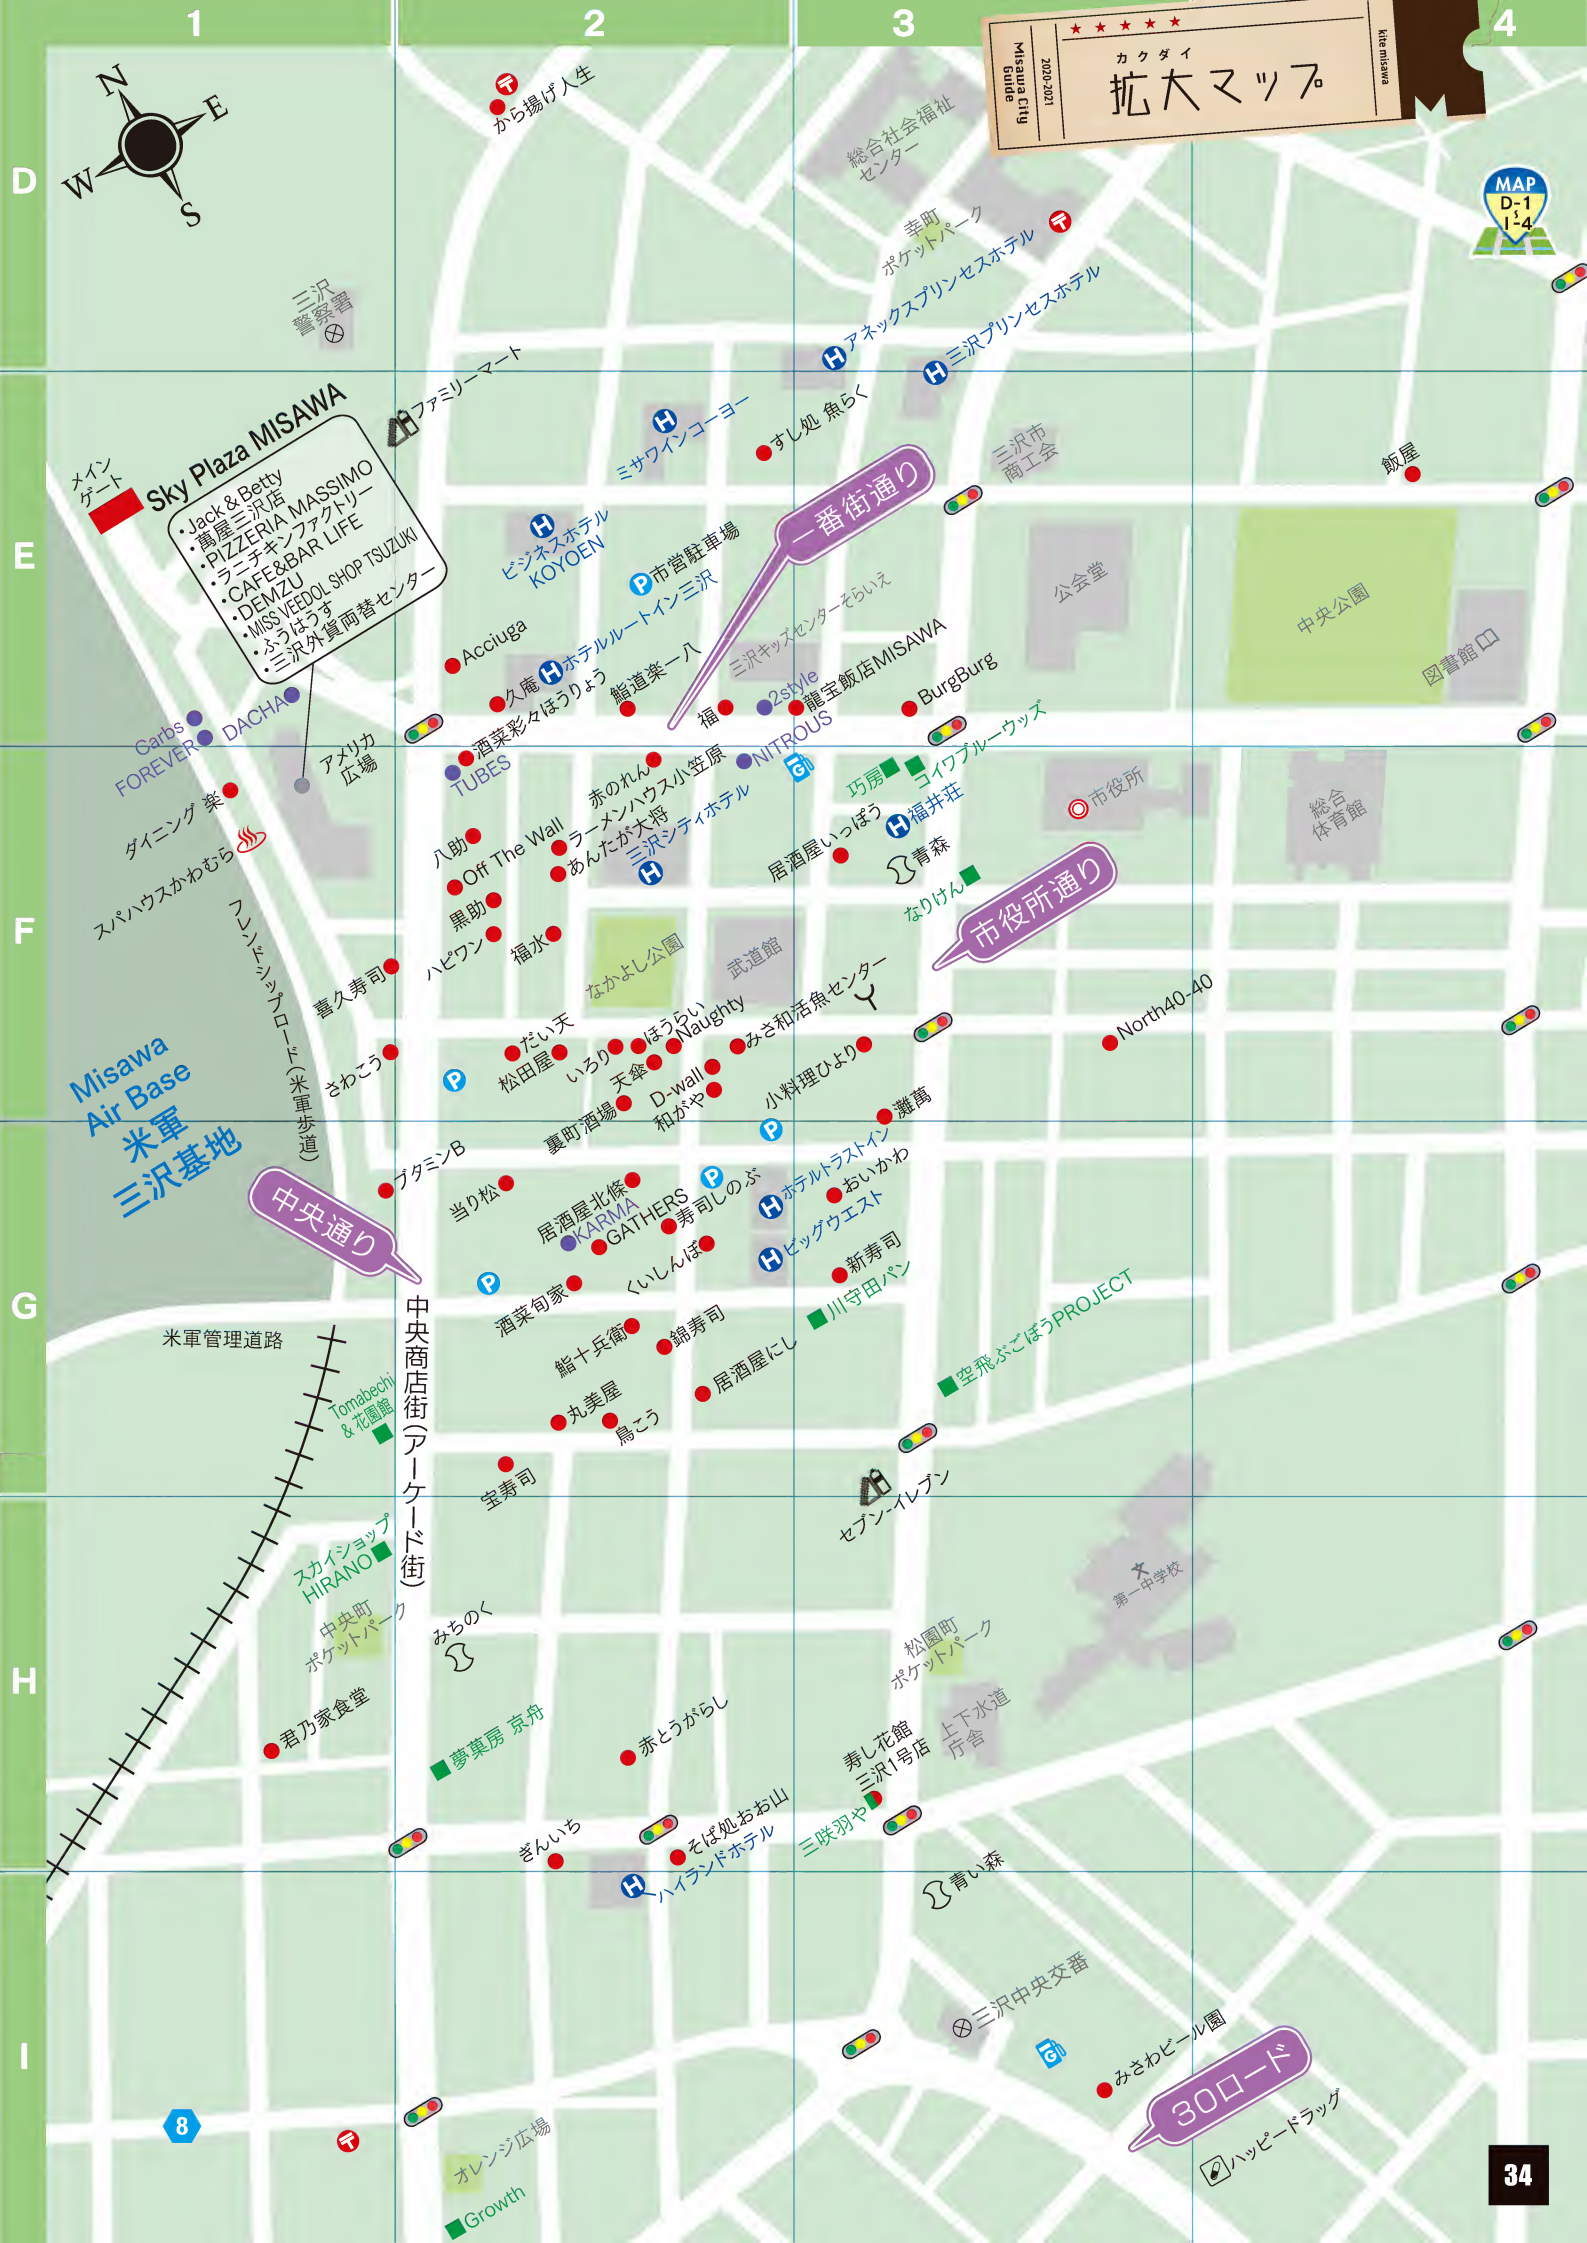 1
2
3
4
D
E
F
G
H
I
N
E
W
S
★★★★★
Misawa City
Guide
2020-2021
カクダイ
拡大マップ
kite misawa
MAP
D-1
〜
I-4
から揚げ人生
総合社会福祉
センター
幸町
ポケットパーク
アネックスプリンセスホテル
三沢プリンセスホテル
三沢
警察署
ファミリーマート
ミサワインコーヨー
すし処 魚らく
三沢市
商工会
飯屋
メイン
ゲート
Sky Plaza MISAWA
・Jack & Betty
・萬屋三沢店
・PIZZERIA MASSIMO
・ラニチキンファクトリー
・CAFE&BAR LIFE
・DEMZU
・MISS VEEDOL SHOP TSUZUKI
・ふうはうす
・三沢外貨両替センター
一番街通り
ビジネスホテル
KOYOEN
市営駐車場
ホテルルートイン三沢
三沢キッズセンターそらいえ
公会堂
中央公園
図書館
Acciuga
久庵
酒菜彩々ほうりょう
鮨道楽一八
福
2style
龍宝飯店MISAWA
BurgBurg
Carbs
FOREVER
DACHA
アメリカ
広場
TUBES
赤のれん
ラーメンハウス小笠原
NITROUS
巧房
コイワブルーウッズ
市役所
総合
体育館
ダイニング 楽
スパハウスかわむら
八助
Off The Wall
あんたが大将
三沢シティホテル
居酒屋いっぽう
福井荘
青森
なりけん
市役所通り
黒助
ハピワン
福水
なかよし公園
武道館
フレンドシップロード(米軍歩道)
喜久寿司
さわこう
だい天
松田屋
いろり
ほうらい
天傘
Naughty
みさ和活魚センター
D-wall
和がや
小料理ひより
North40-40
裏町酒場
灘萬
Misawa
Air Base
米軍
三沢基地
中央通り
ブタミンB
当り松
居酒屋北條
KARMA
GATHERS
寿司しのぶ
ホテルトラストイン
おいかわ
ビッグウエスト
くいしんぼ
新寿司
川守田パン
酒菜旬家
鮨十兵衛
錦寿司
居酒屋にし
空飛ぶごぼうPROJECT
米軍管理道路
中央商店街(アーケード街)
Tomabechi
& 花園館
丸美屋
鳥こう
宝寿司
セブン-イレブン
スカイショップ
HIRANO
中央町
ポケットパーク
みちのく
第一中学校
松園町
ポケットパーク
上下水道
庁舎
君乃家食堂
夢菓房 京舟
赤とうがらし
寿し花館
三沢1号店
三咲羽や
ぎんいち
そば処おお山
ハイランドホテル
青い森
三沢中央交番
みさわビール園
30ロード
ハッピードラッグ
8
オレンジ広場
Growth
34